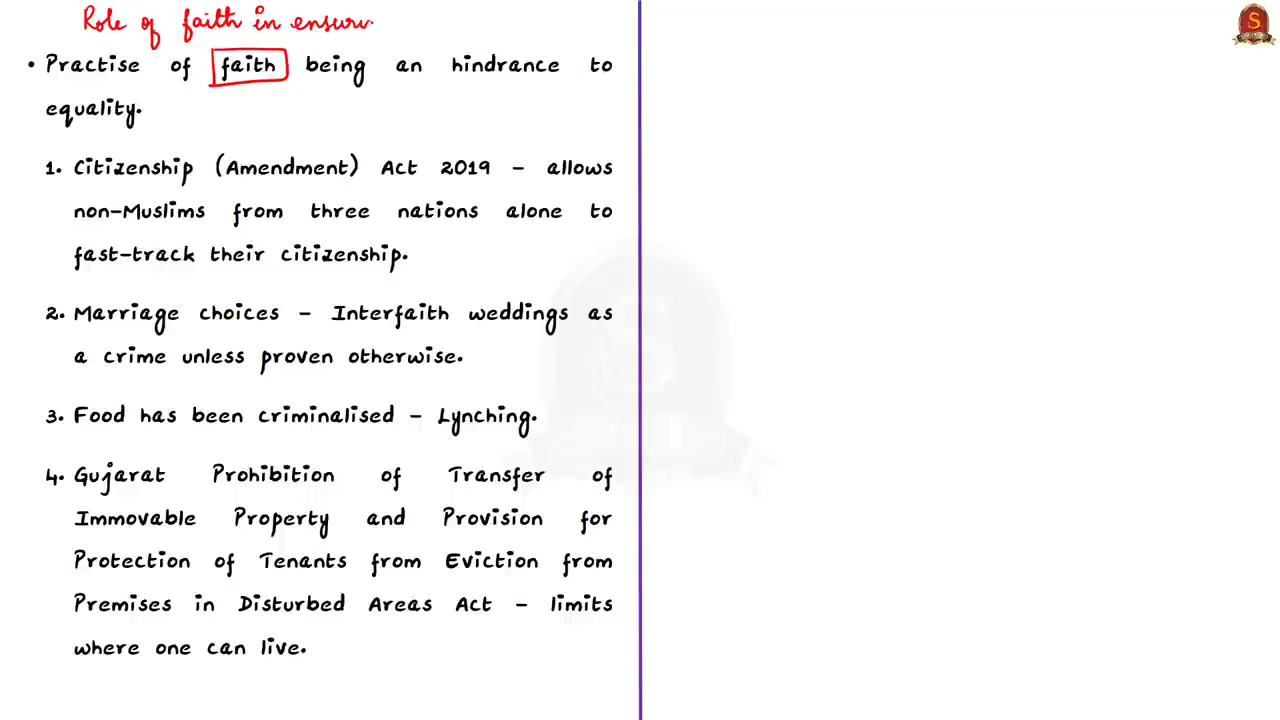 Role of faith in ensuri
• Practise of faith being an hindrance to
equality.
1. Citizenship (Amendment) Act 2019 - allows
non-Muslims from three nations alone to
fast-track their citizenship.
2. Marriage choices - Interfaith weddings as
a crime unless proven otherwise.
3. Food has been criminalised - Lynching.
4. Gujarat Prohibition of Transfer of
Immovable Property and Provision for
Protection of Tenants from Eviction from
Premises in Disturbed Areas Act - limits
where one can live.
S